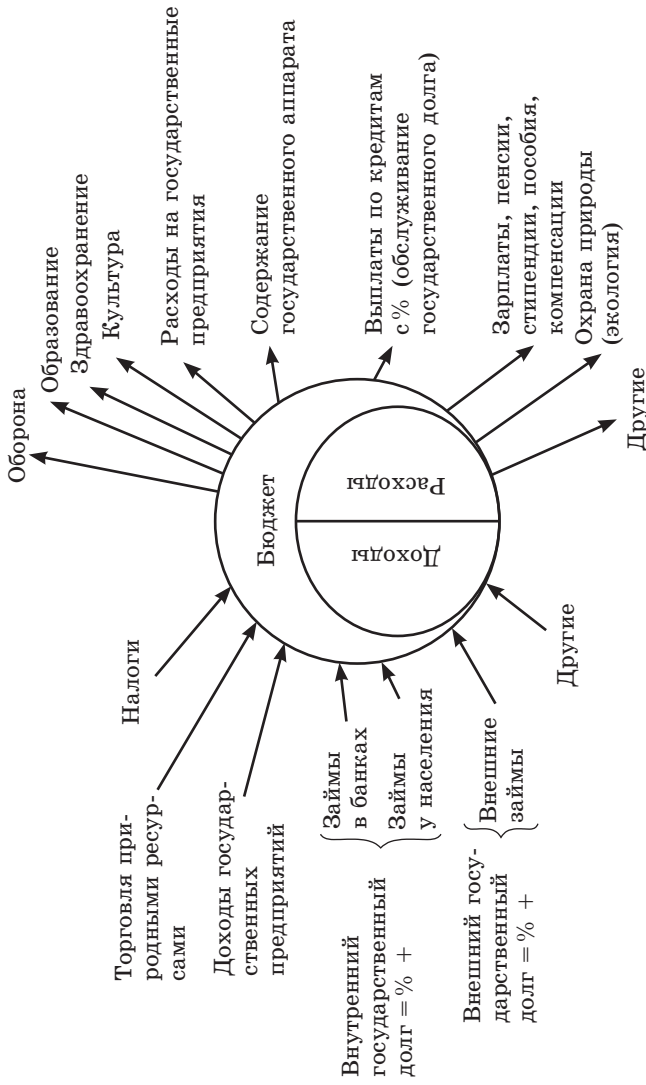 Торговля при-
родными ресур-
сами
Налоги
Доходы государ-
ственных
предприятий
Внутренний
государственный
долг = % +
Займы
в банках
Займы
у населения
Внешний госу-
дарственный
долг = % +
Внешние
займы
Другие
Бюджет
Доходы
Расходы
Оборона
Образование
Здравоохранение
Культура
Расходы на государственные
предприятия
Содержание
государственного аппарата
Выплаты по кредитам
с% (обслуживание
государственного долга)
Зарплаты, пенсии,
стипендии, пособия,
компенсации
Охрана природы
(экология)
Другие